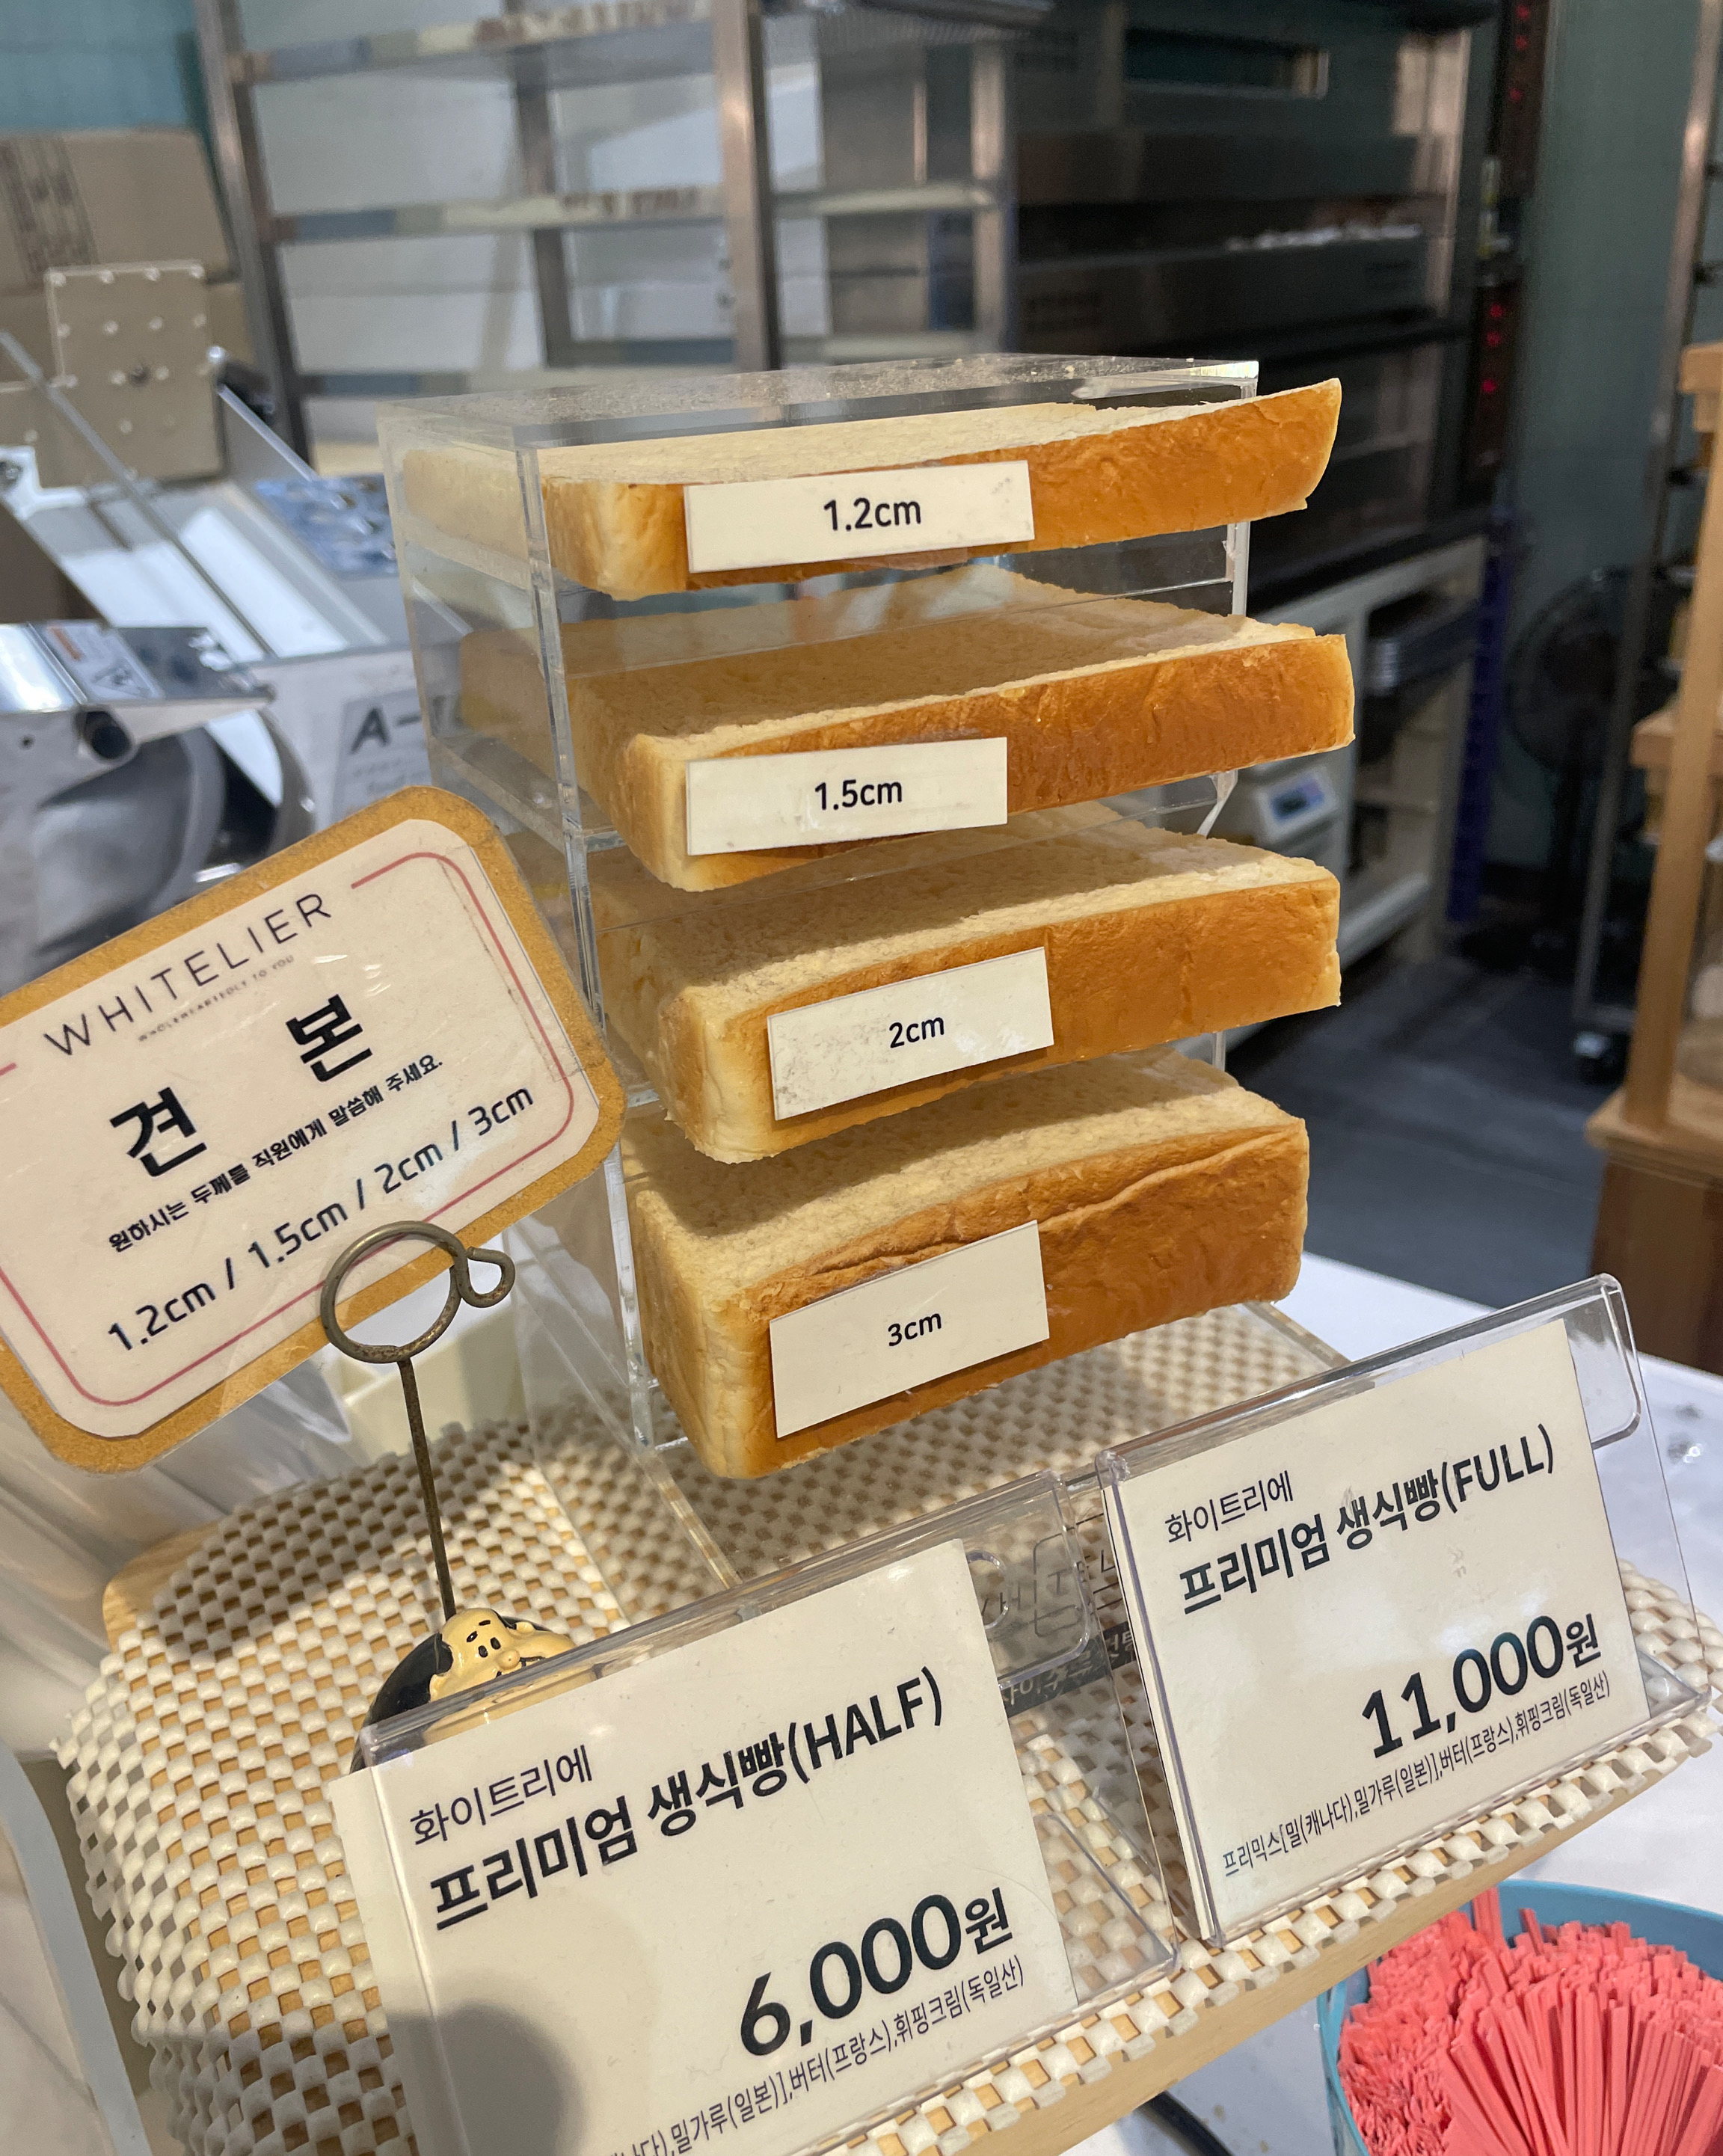 1.2cm
1.5cm
2cm
3cm
WHITELIER
WHOLEHEARTEDLY TO YOU
견 본
원하시는 두께를 직원에게 말씀해 주세요.
1.2cm / 1.5cm / 2cm / 3cm
화이트리에
프리미엄 생식빵(HALF)
6,000원
밀가루(일본)],버터(프랑스),휘핑크림(독일산)
화이트리에
프리미엄 생식빵(FULL)
11,000원
프리믹스[밀(캐나다),밀가루(일본)],버터(프랑스),휘핑크림(독일산)